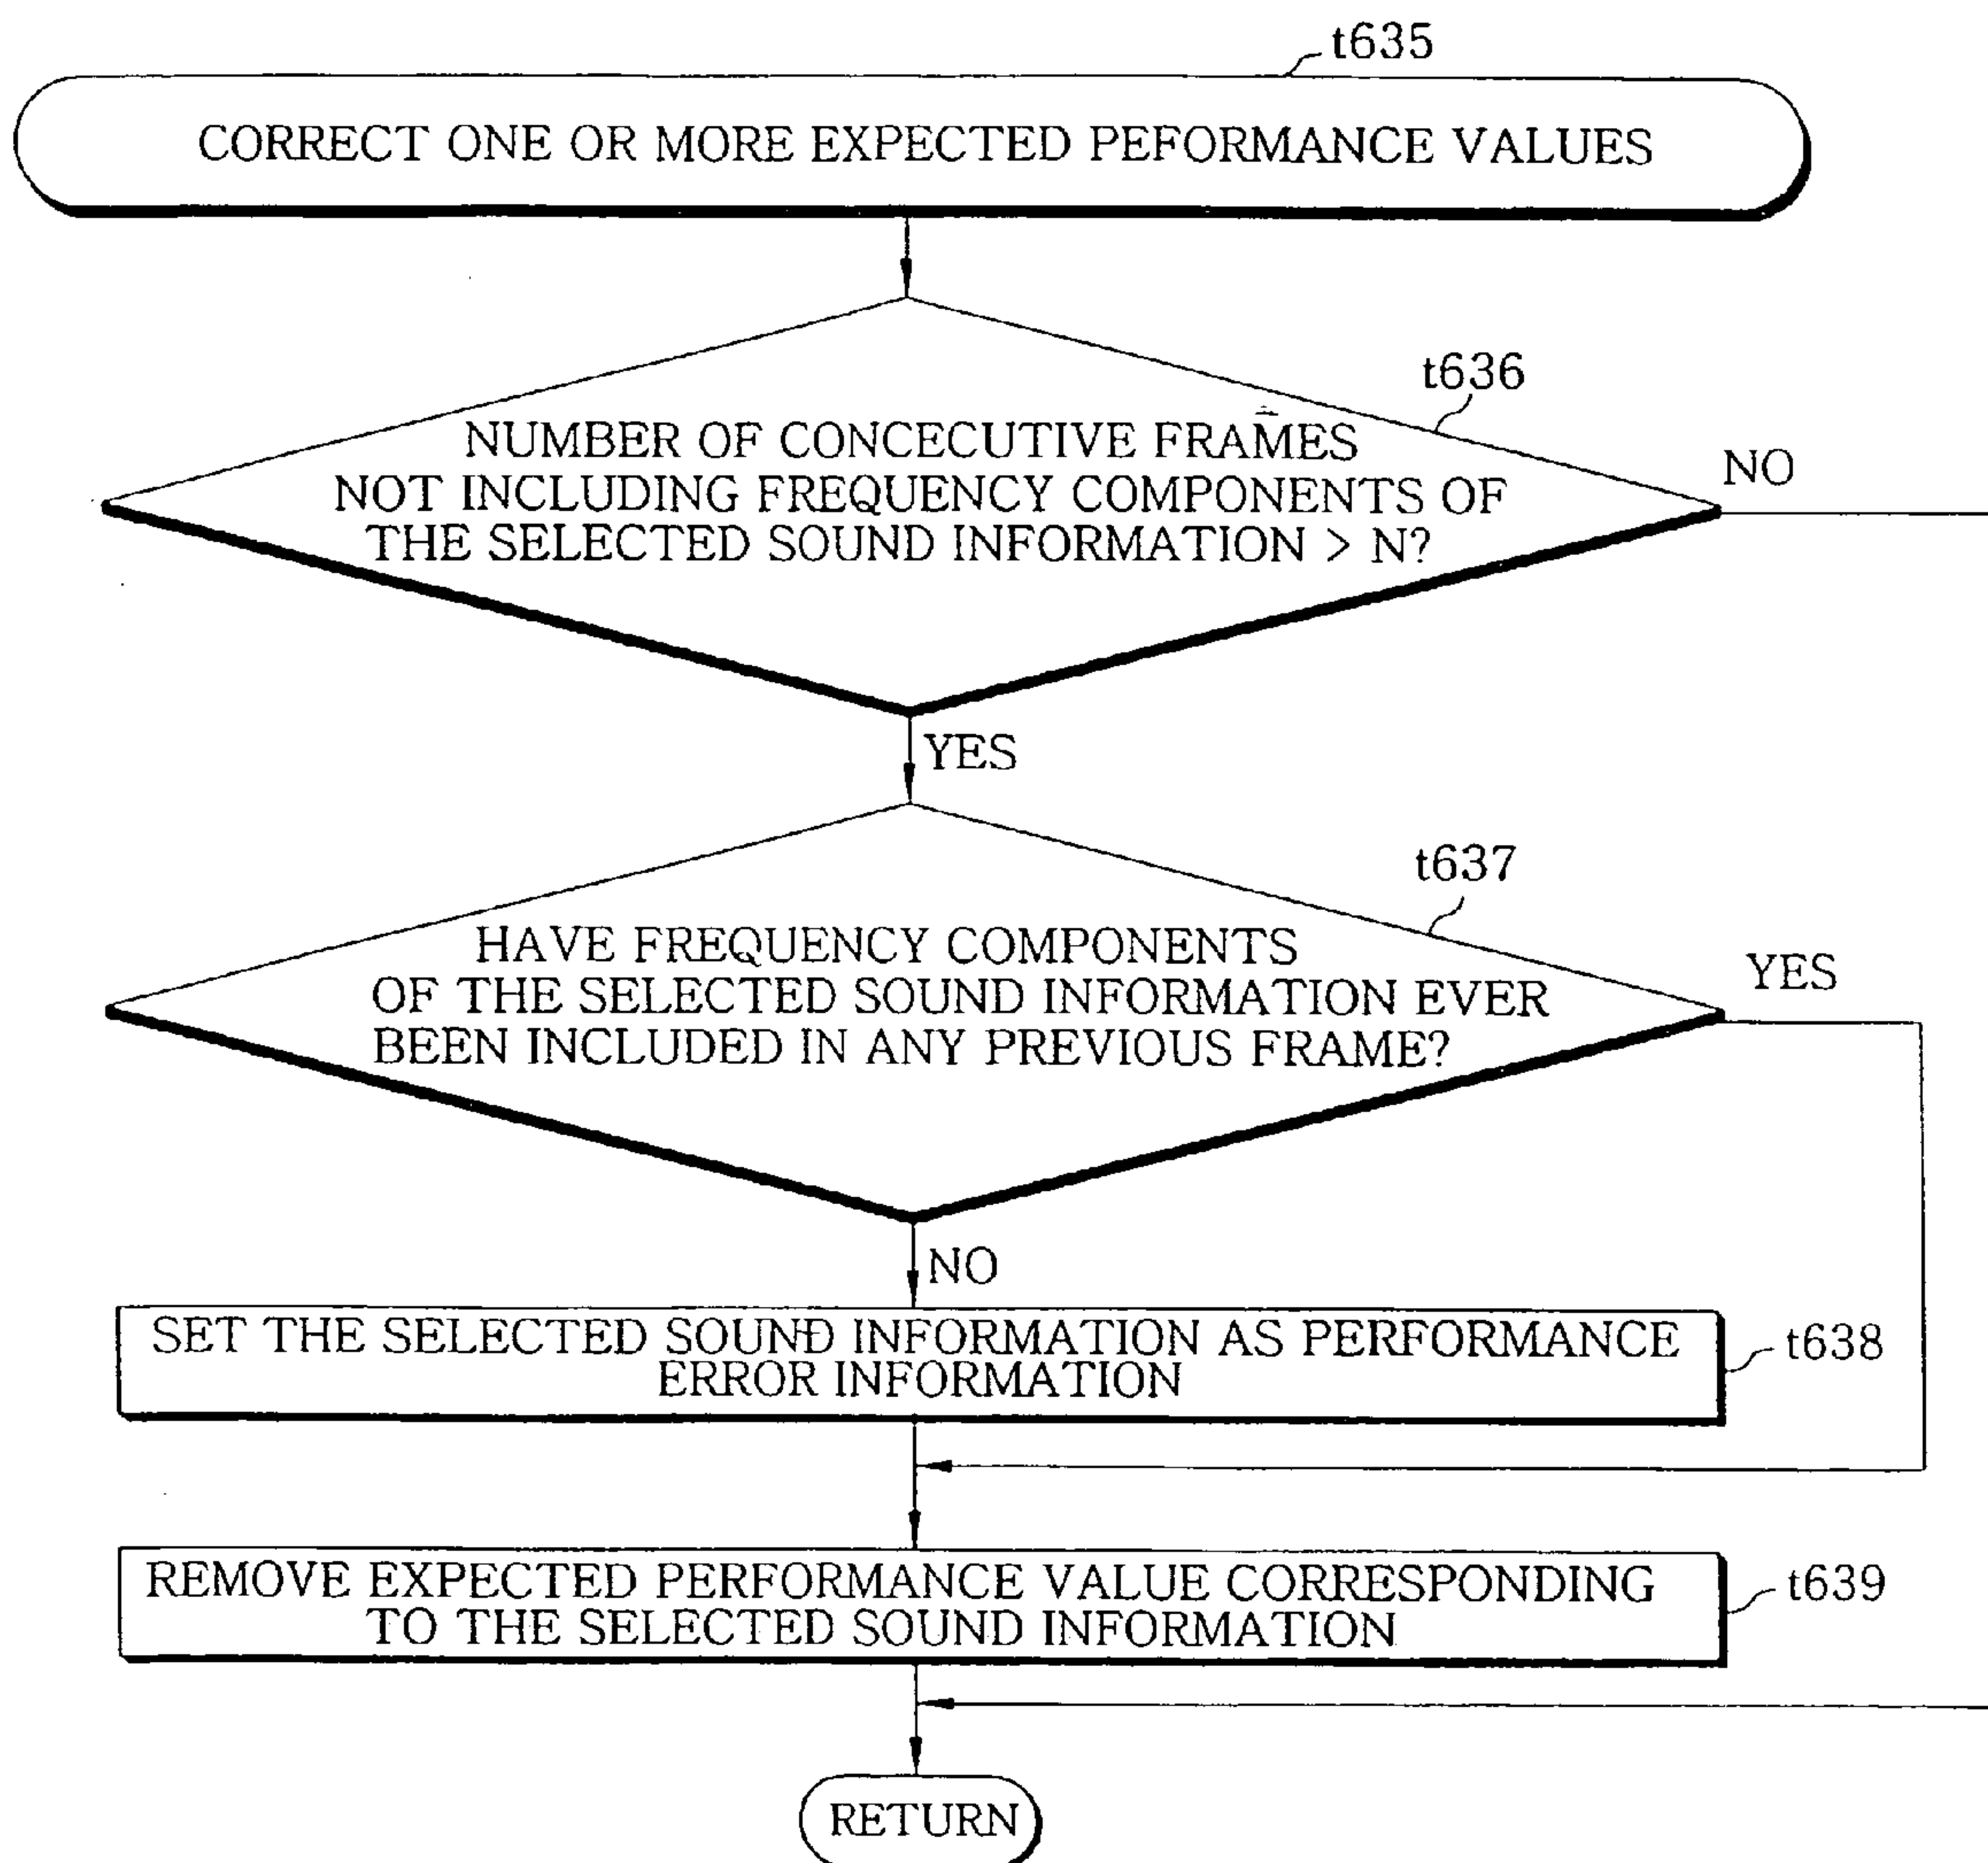 t635
CORRECT ONE OR MORE EXPECTED PEFORMANCE VALUES
t636
NUMBER OF CONCECUTIVE FRAMES
NOT INCLUDING FREQUENCY COMPONENTS OF
THE SELECTED SOUND INFORMATION > N?
NO
YES
t637
HAVE FREQUENCY COMPONENTS
OF THE SELECTED SOUND INFORMATION EVER
BEEN INCLUDED IN ANY PREVIOUS FRAME?
YES
NO
SET THE SELECTED SOUND INFORMATION AS PERFORMANCE
ERROR INFORMATION
t638
REMOVE EXPECTED PERFORMANCE VALUE CORRESPONDING
TO THE SELECTED SOUND INFORMATION
t639
RETURN